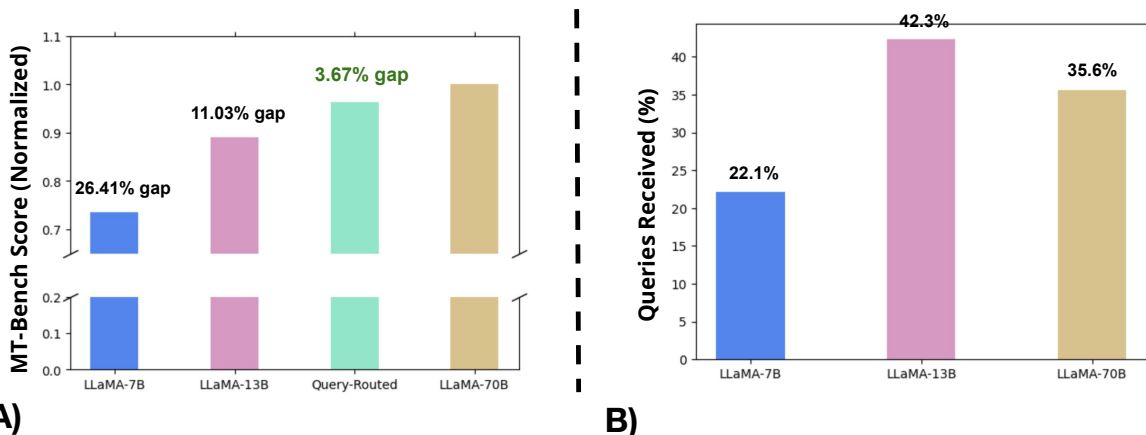 MT-Bench Score (Normalized)
1.1
1.0
0.9
0.8
0.7
0.2
0.1
0.0
26.41% gap
11.03% gap
3.67% gap
LLaMA-7B
LLaMA-13B
Query-Routed
LLaMA-70B
A)
Queries Received (%)
40
35
30
25
20
15
10
5
0
22.1%
42.3%
35.6%
LLaMA-7B
LLaMA-13B
LLaMA-70B
B)